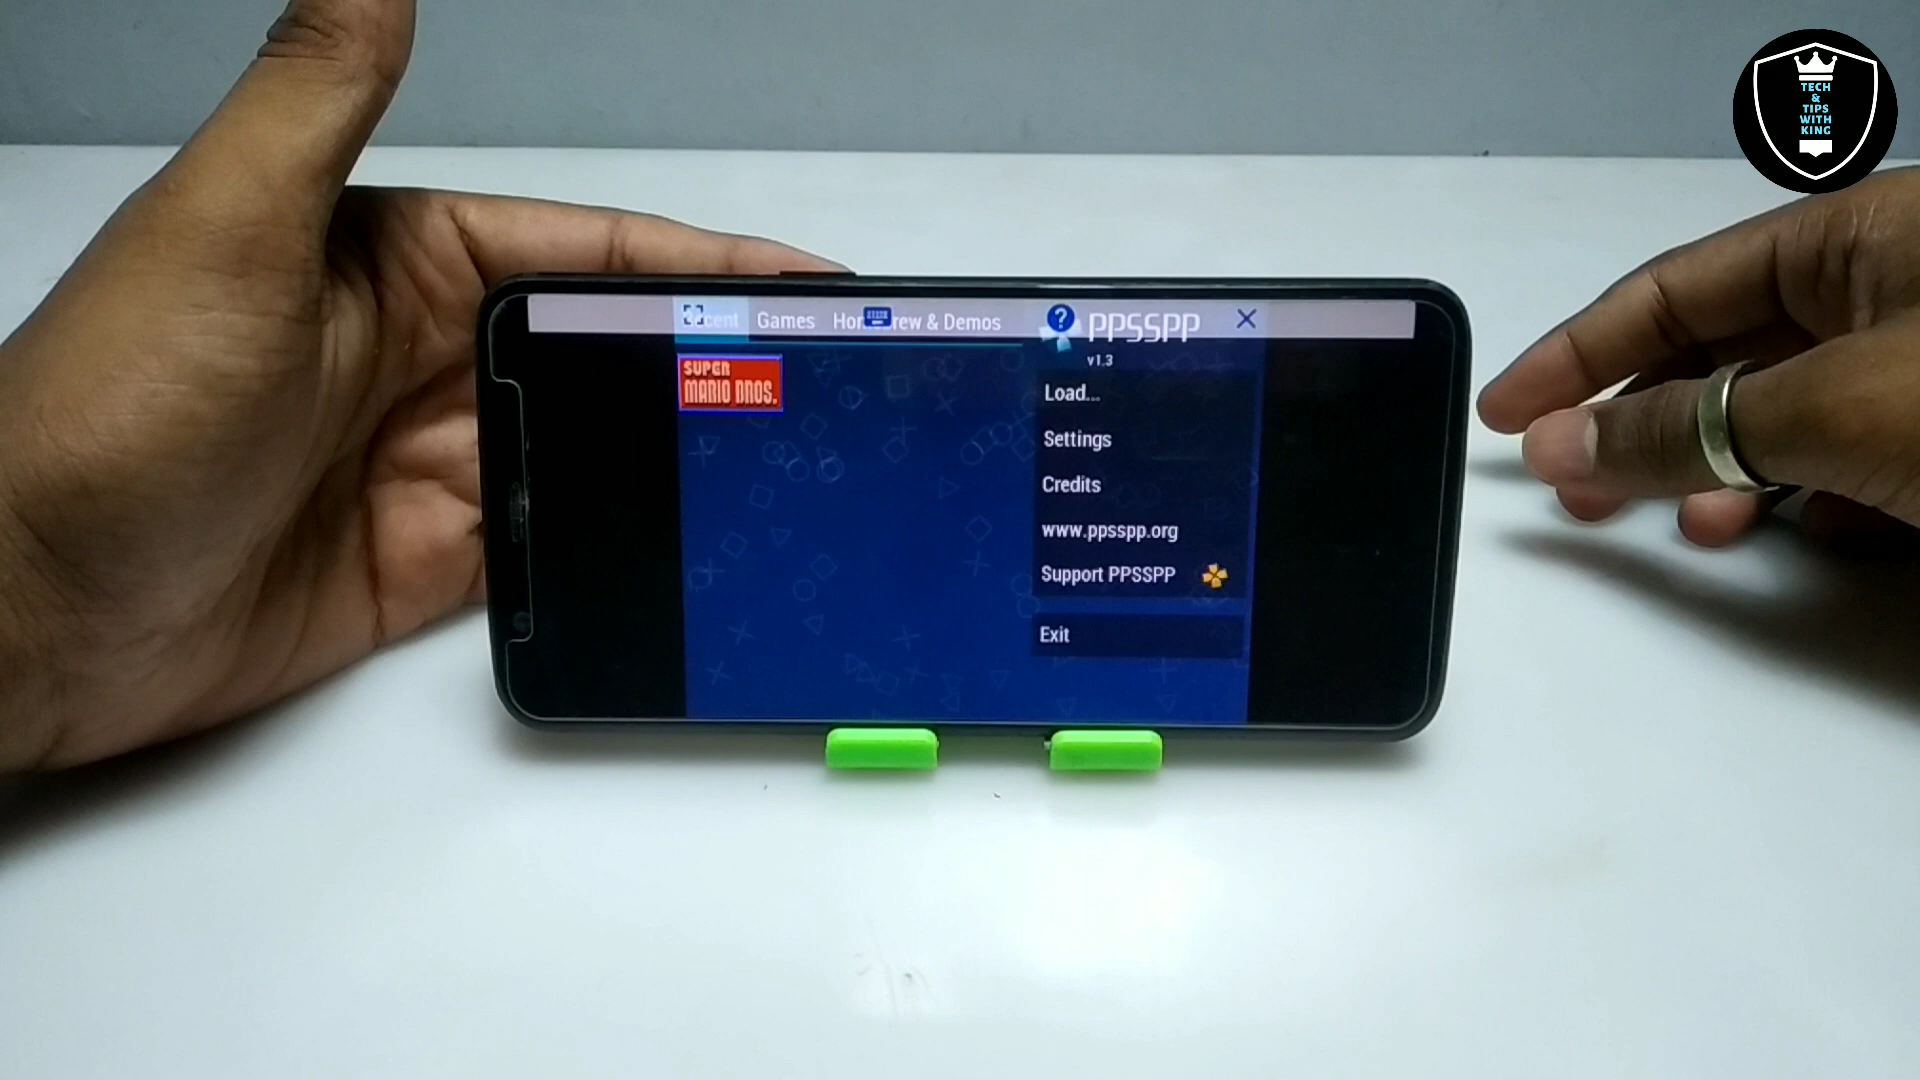 TECH
&
TIPS
WITH
KING
Games
& Demos
?
PPSSPP
v1.3
SUPER
MARIO BROS.
Load...
Settings
Credits
www.ppsspp.org
Support PPSSPP
Exit